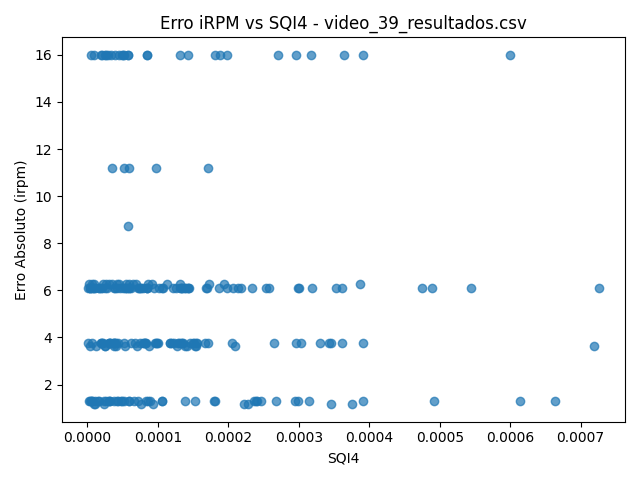 Erro iRPM vs SQI4 - video_39_resultados.csv
Erro Absoluto (irpm)
16
14
12
10
8
6
4
2
0.0000 0.0001 0.0002 0.0003 0.0004 0.0005 0.0006 0.0007
SQI4